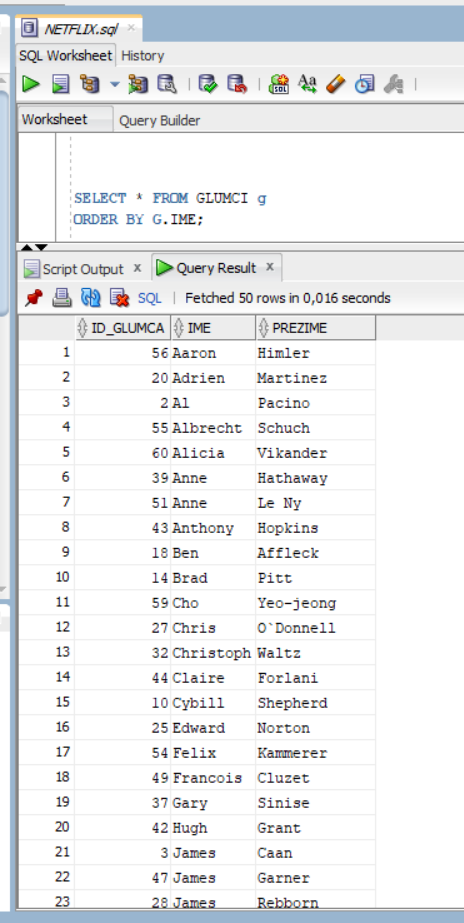 NETFLIX.sql ×
SQL Worksheet History
Worksheet Query Builder
SELECT * FROM GLUMCI g
ORDER BY G.IME;
Script Output x Query Result x
SQL | Fetched 50 rows in 0,016 seconds
ID_GLUMCA IME PREZIME
1 56 Aaron Himler
2 20 Adrien Martinez
3 2 Al Pacino
4 55 Albrecht Schuch
5 60 Alicia Vikander
6 39 Anne Hathaway
7 51 Anne Le Ny
8 43 Anthony Hopkins
9 18 Ben Affleck
10 14 Brad Pitt
11 59 Cho Yeo-jeong
12 27 Chris O`Donnell
13 32 Christoph Waltz
14 44 Claire Forlani
15 10 Cybill Shepherd
16 25 Edward Norton
17 54 Felix Kammerer
18 49 Francois Cluzet
19 37 Gary Sinise
20 42 Hugh Grant
21 3 James Caan
22 47 James Garner
23 28 James Rebborn